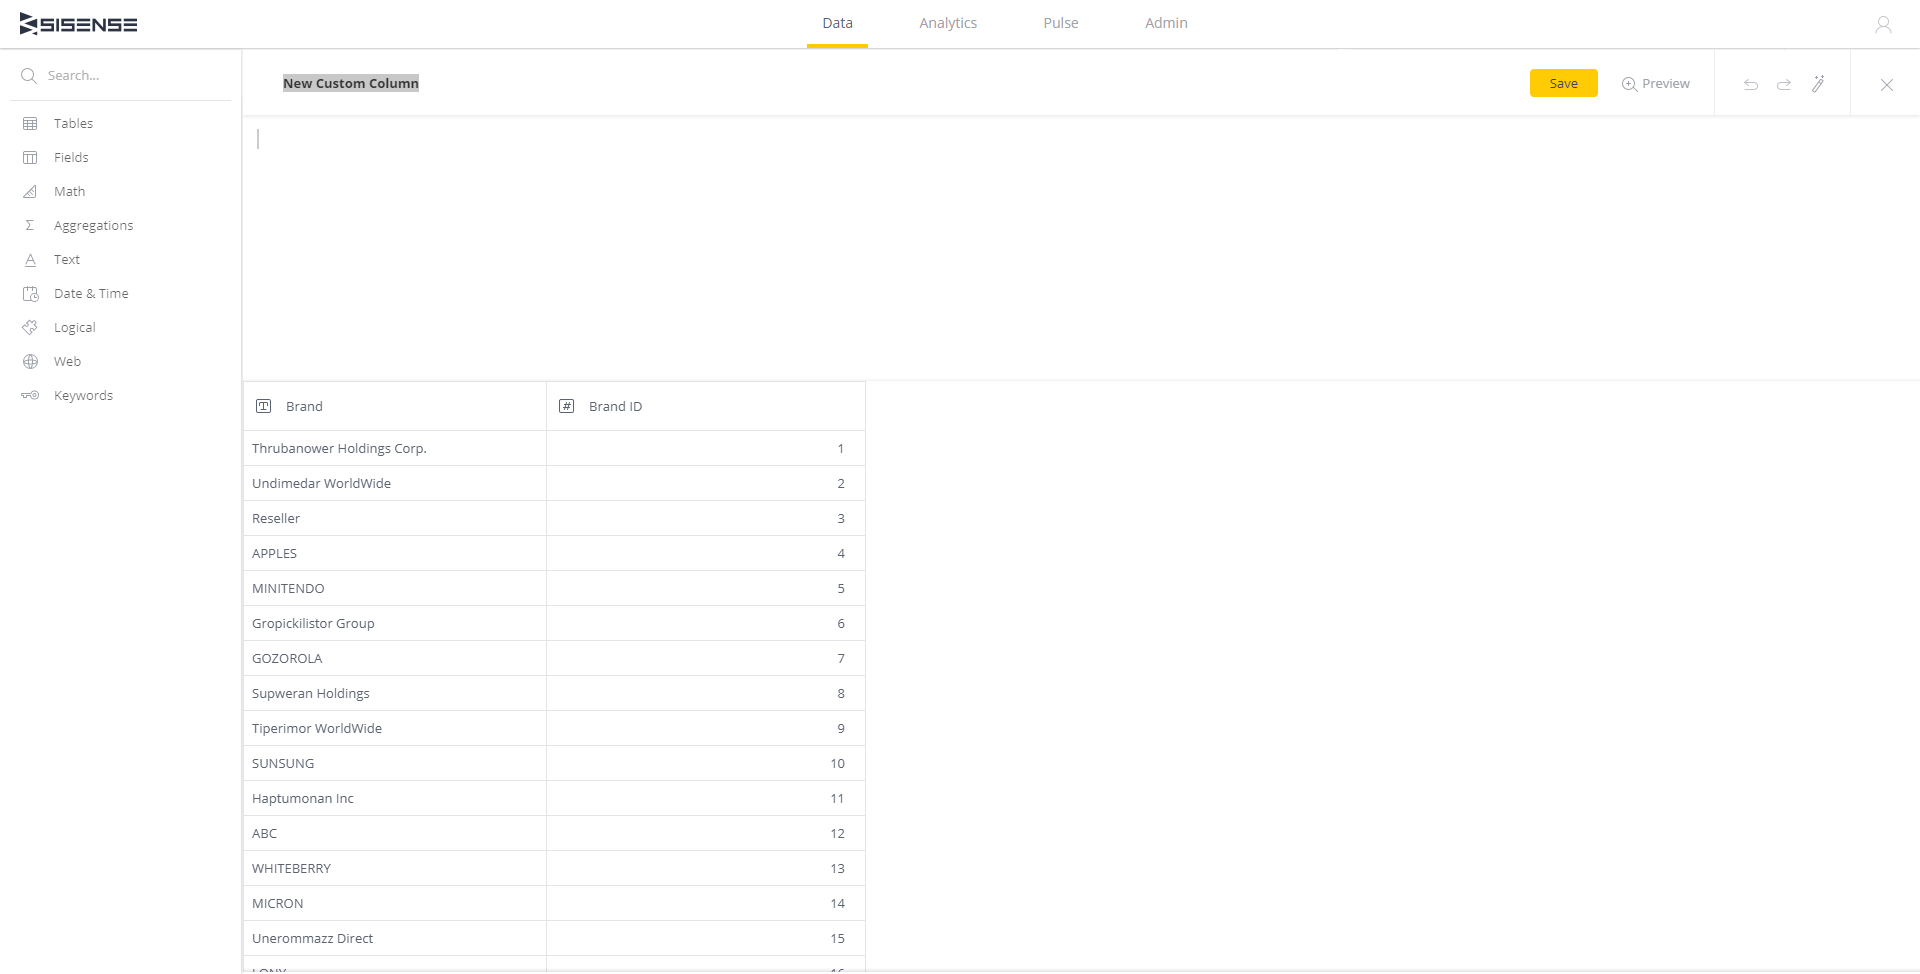 SISENSE
Data Analytics Pulse Admin
Search...
New Custom Column
Save Preview
Tables
Fields
Math
Aggregations
Text
Date & Time
Logical
Web
Keywords
Brand Brand ID
Thrubanower Holdings Corp. 1
Undimedar WorldWide 2
Reseller 3
APPLES 4
MINITENDO 5
Gropickilistor Group 6
GOZOROLA 7
Supweran Holdings 8
Tiperimor WorldWide 9
SUNSUNG 10
Haptumonan Inc 11
ABC 12
WHITEBERRY 13
MICRON 14
Unerommazz Direct 15